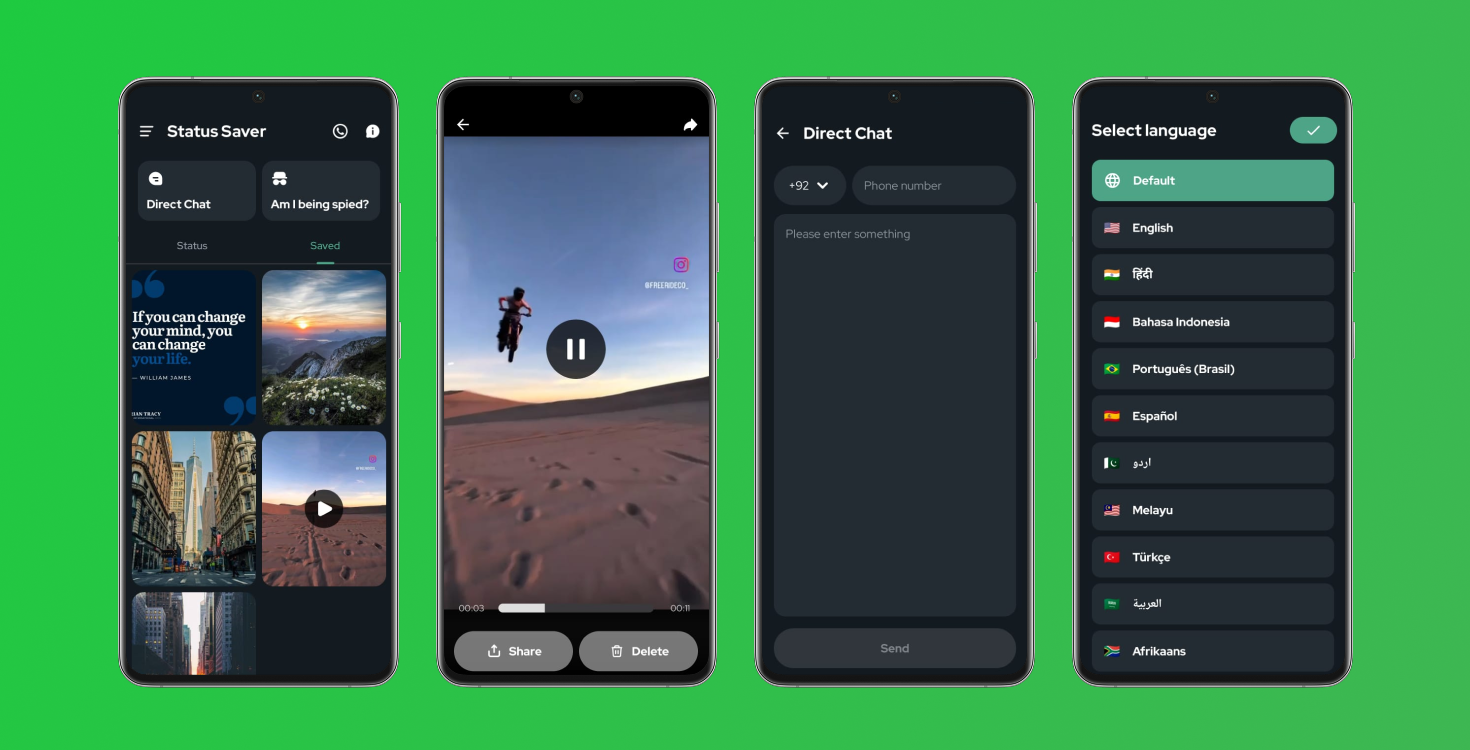 Status Saver
Direct Chat
Am I being spied?
Status
Saved
If you can change
your mind, you
can change
your life.
— WILLIAM JAMES
IAN TRACY
@FREERIDECO_
00:03
00:11
Share
Delete
Direct Chat
+92
Phone number
Please enter something
Send
Select language
Default
English
हिंदी
Bahasa Indonesia
Português (Brasil)
Español
اردو
Melayu
Türkçe
العربية
Afrikaans